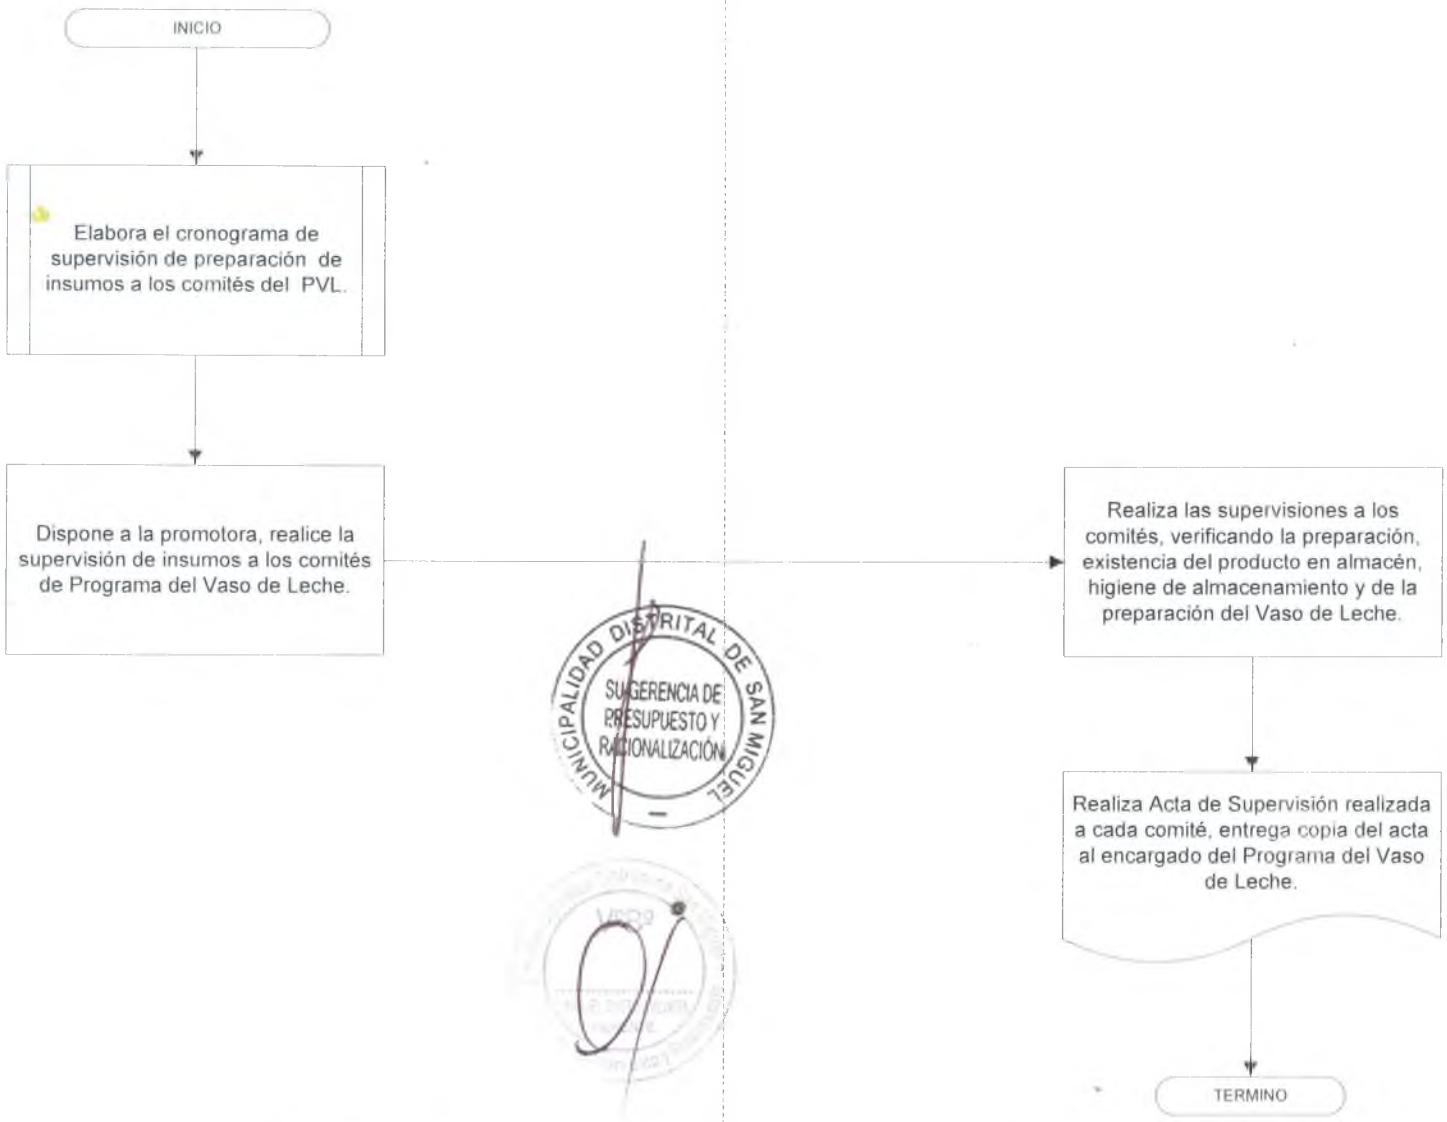 INICIO
Elabora el cronograma de
supervisión de preparación de
insumos a los comités del PVL.
Dispone a la promotora, realice la
supervisión de insumos a los comités
de Programa del Vaso de Leche.
Realiza las supervisiones a los
comités, verificando la preparación,
existencia del producto en almacén,
higiene de almacenamiento y de la
preparación del Vaso de Leche.
Realiza Acta de Supervisión realizada
a cada comité, entrega copia del acta
al encargado del Programa del Vaso
de Leche.
TERMINO
MUNICIPALIDAD DISTRITAL DE SAN MIGUEL
GERENCIA DE
PRESUPUESTO Y
RACIONALIZACIÓN